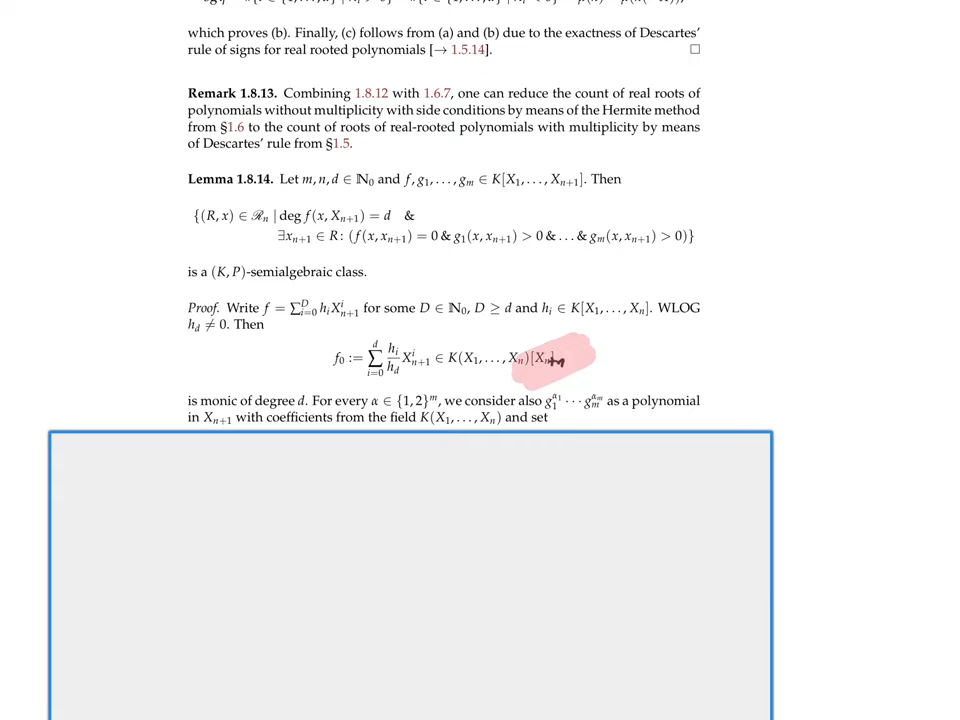 which proves (b). Finally, (c) follows from (a) and (b) due to the exactness of Descartes'
rule of signs for real rooted polynomials [→ 1.5.14]. □
Remark 1.8.13. Combining 1.8.12 with 1.6.7, one can reduce the count of real roots of
polynomials without multiplicity with side conditions by means of the Hermite method
from §1.6 to the count of roots of real-rooted polynomials with multiplicity by means
of Descartes' rule from §1.5.
Lemma 1.8.14. Let m, n, d ∈ ℕ₀ and f, g₁, . . . , gₘ ∈ K[X₁, . . . , Xₙ₊₁]. Then
{(R, x) ∈ ℛₙ | deg f(x, Xₙ₊₁) = d &
∃xₙ₊₁ ∈ R : (f(x, xₙ₊₁) = 0 & g₁(x, xₙ₊₁) > 0 & . . . & gₘ(x, xₙ₊₁) > 0)}
is a (K, P)-semialgebraic class.
Proof. Write f = ∑ᴰᵢ₌₀ hᵢXⁱₙ₊₁ for some D ∈ ℕ₀, D ≥ d and hᵢ ∈ K[X₁, . . . , Xₙ]. WLOG
h_d ≠ 0. Then
f₀ := ∑_{i=0}^{d} \frac{h_i}{h_d} X_{n+1}^i ∈ K(X₁, . . . , Xₙ)[Xₙ₊₁]
is monic of degree d. For every α ∈ {1, 2}ᵐ, we consider also g₁^{α₁} · · · gₘ^{αₘ} as a polynomial
in Xₙ₊₁ with coefficients from the field K(X₁, . . . , Xₙ) and set